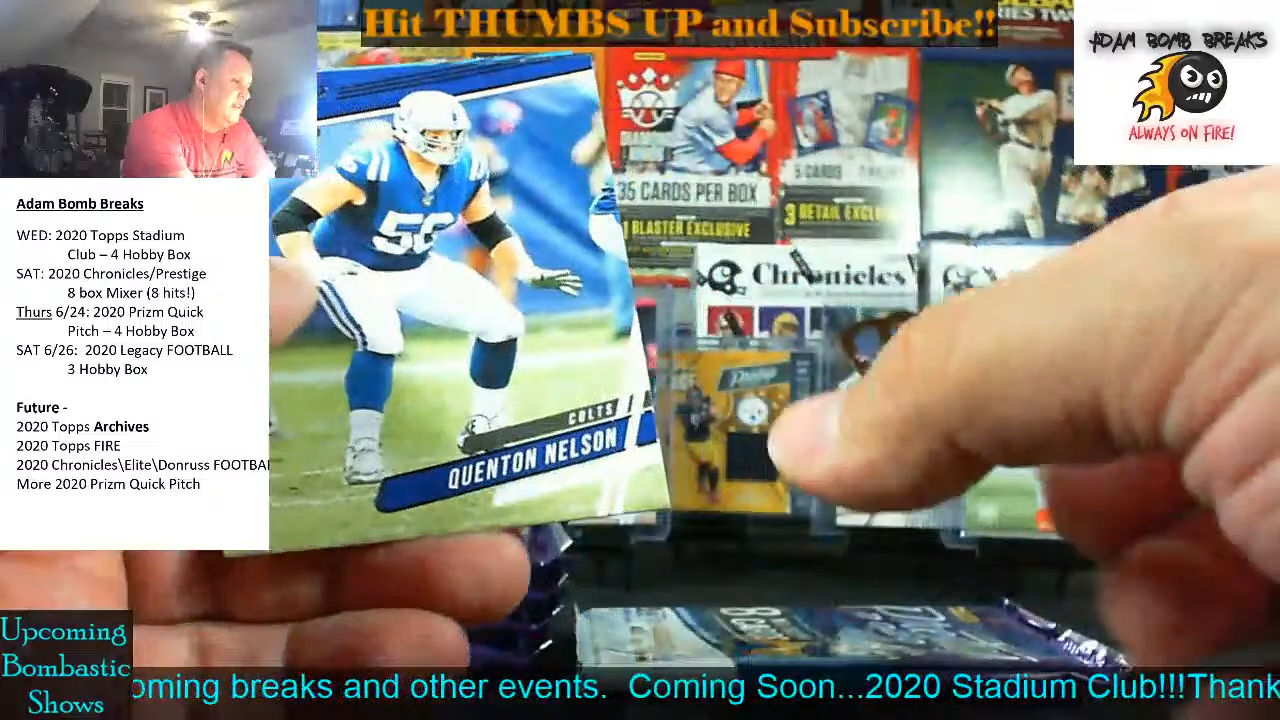 Hit THUMBS UP and Subscribe!!
ADAM BOMB BREAKS
ALWAYS ON FIRE!
Adam Bomb Breaks
WED: 2020 Topps Stadium
Club – 4 Hobby Box
SAT: 2020 Chronicles/Prestige
8 box Mixer (8 hits!)
Thurs 6/24: 2020 Prizm Quick
Pitch – 4 Hobby Box
SAT 6/26: 2020 Legacy FOOTBALL
3 Hobby Box
Future -
2020 Topps Archives
2020 Topps FIRE
2020 Chronicles\Elite\Donruss FOOTBAL
More 2020 Prizm Quick Pitch
56
COLTS
QUENTON NELSON
35 CARDS PER BOX
1 BLASTER EXCLUSIVE
5 CARDS
3 RETAIL EXCLU
Chronicles
Upcoming
Bombastic
Shows
oming breaks and other events. Coming Soon...2020 Stadium Club!!!Thank